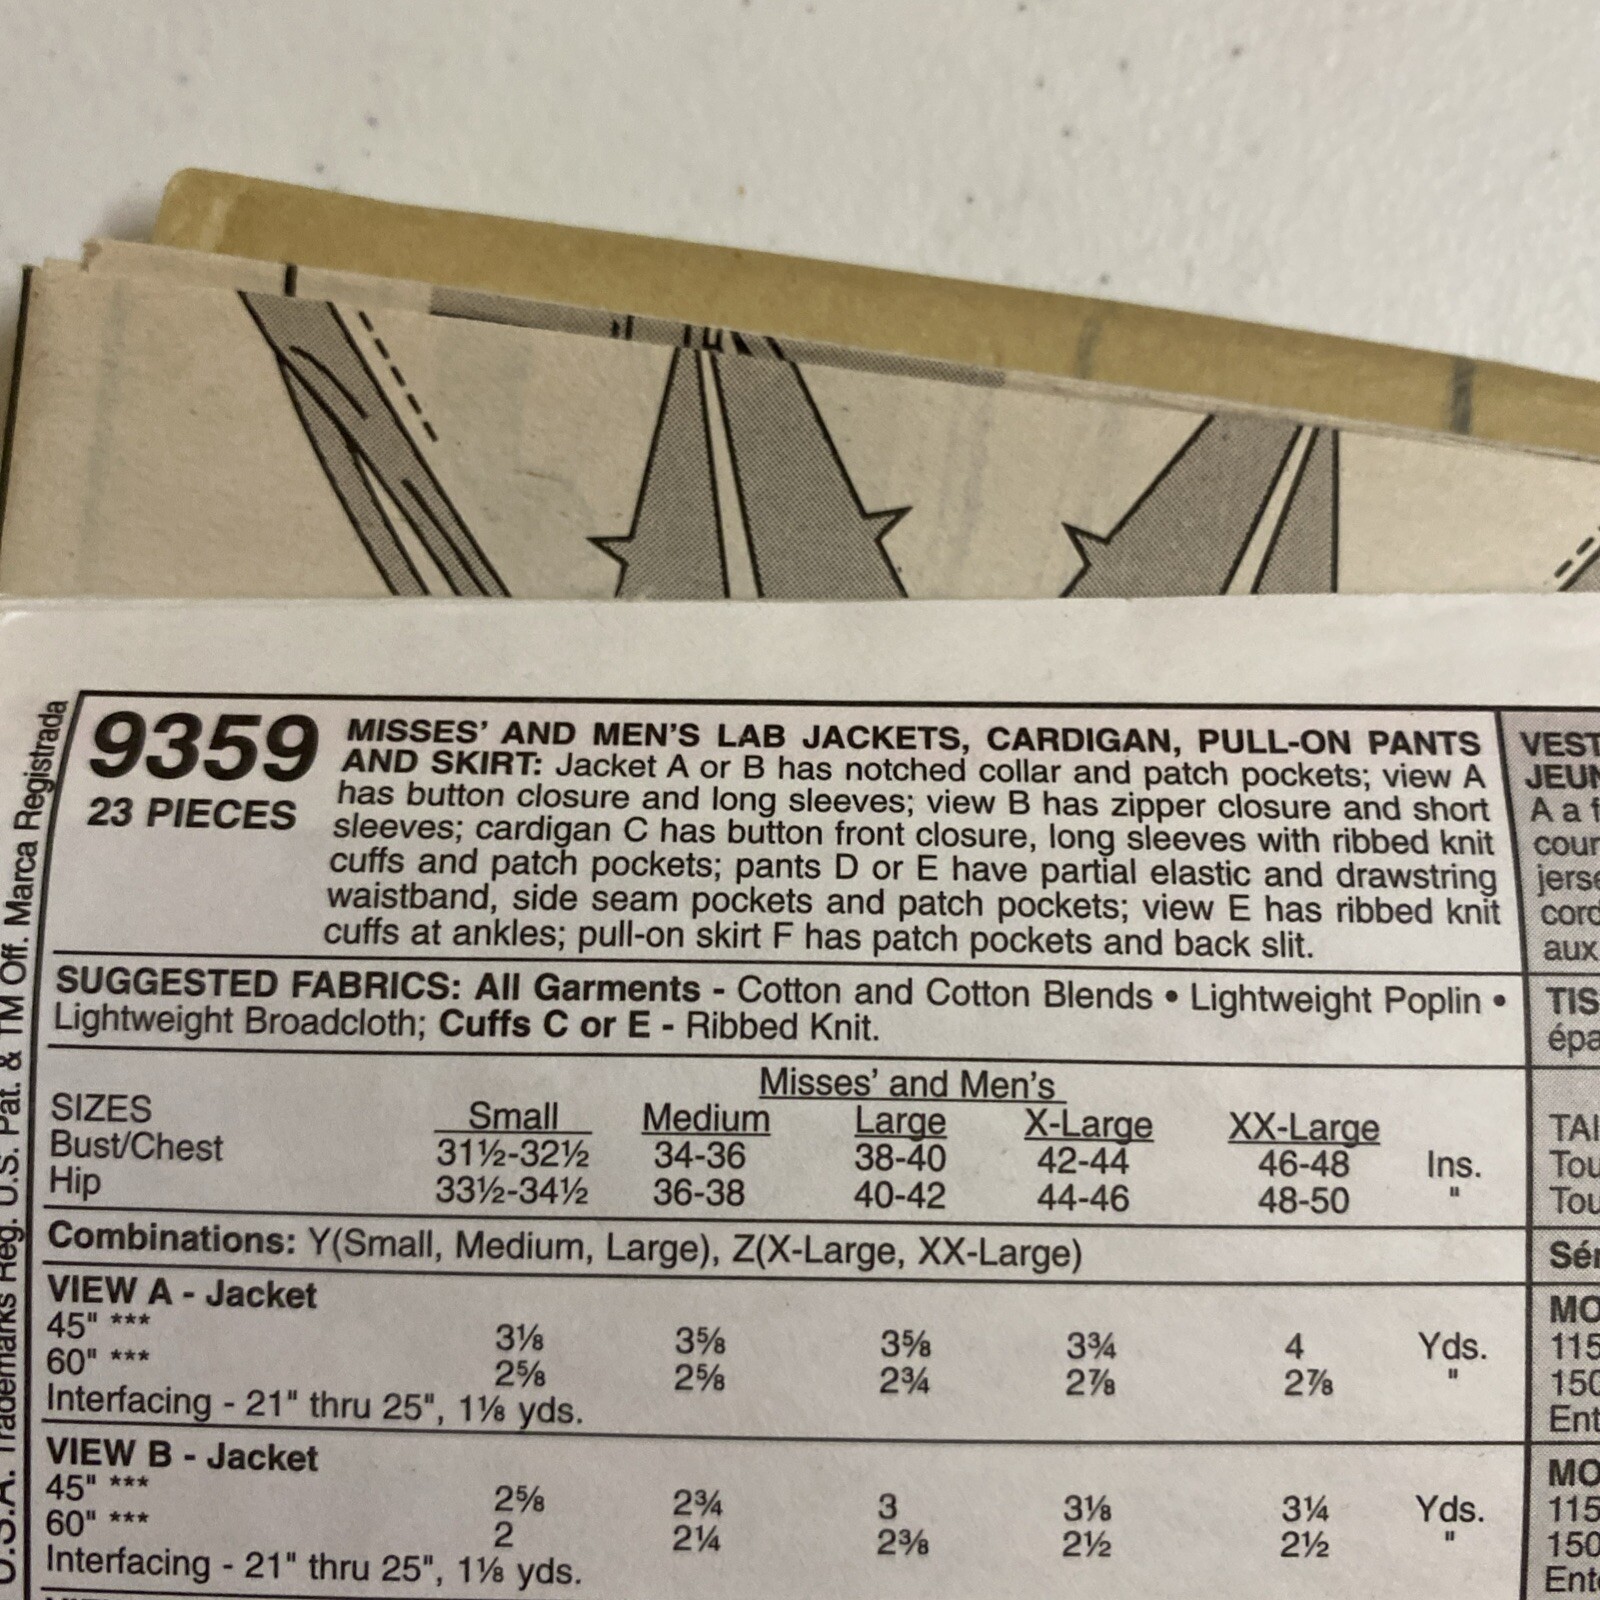 U.S.A. Trademarks Reg. U.S. Pat. & TM Off. Marca Registrada
9359
23 PIECES
MISSES' AND MEN'S LAB JACKETS, CARDIGAN, PULL-ON PANTS
AND SKIRT: Jacket A or B has notched collar and patch pockets; view A
has button closure and long sleeves; view B has zipper closure and short
sleeves; cardigan C has button front closure, long sleeves with ribbed knit
cuffs and patch pockets; pants D or E have partial elastic and drawstring
waistband, side seam pockets and patch pockets; view E has ribbed knit
cuffs at ankles; pull-on skirt F has patch pockets and back slit.
SUGGESTED FABRICS: All Garments - Cotton and Cotton Blends • Lightweight Poplin •
Lightweight Broadcloth; Cuffs C or E - Ribbed Knit.
Misses' and Men's
SIZES Small Medium Large X-Large XX-Large
Bust/Chest 31½-32½ 34-36 38-40 42-44 46-48 Ins.
Hip 33½-34½ 36-38 40-42 44-46 48-50 "
Combinations: Y(Small, Medium, Large), Z(X-Large, XX-Large)
VIEW A - Jacket
45" *** 3⅛ 3⅝ 3⅝ 3¾ 4 Yds.
60" *** 2⅝ 2⅝ 2¾ 2⅞ 2⅞ "
Interfacing - 21" thru 25", 1⅛ yds.
VIEW B - Jacket
45" *** 2⅝ 2¾ 3 3⅛ 3¼ Yds.
60" *** 2 2¼ 2⅜ 2½ 2½ "
Interfacing - 21" thru 25", 1⅛ yds.
VEST
JEUN
A a f
cour
jerse
cord
aux
TIS
épa
TAI
Tou
Tou
Sér
MO
115
150
Ent
MO
115
150
Ent